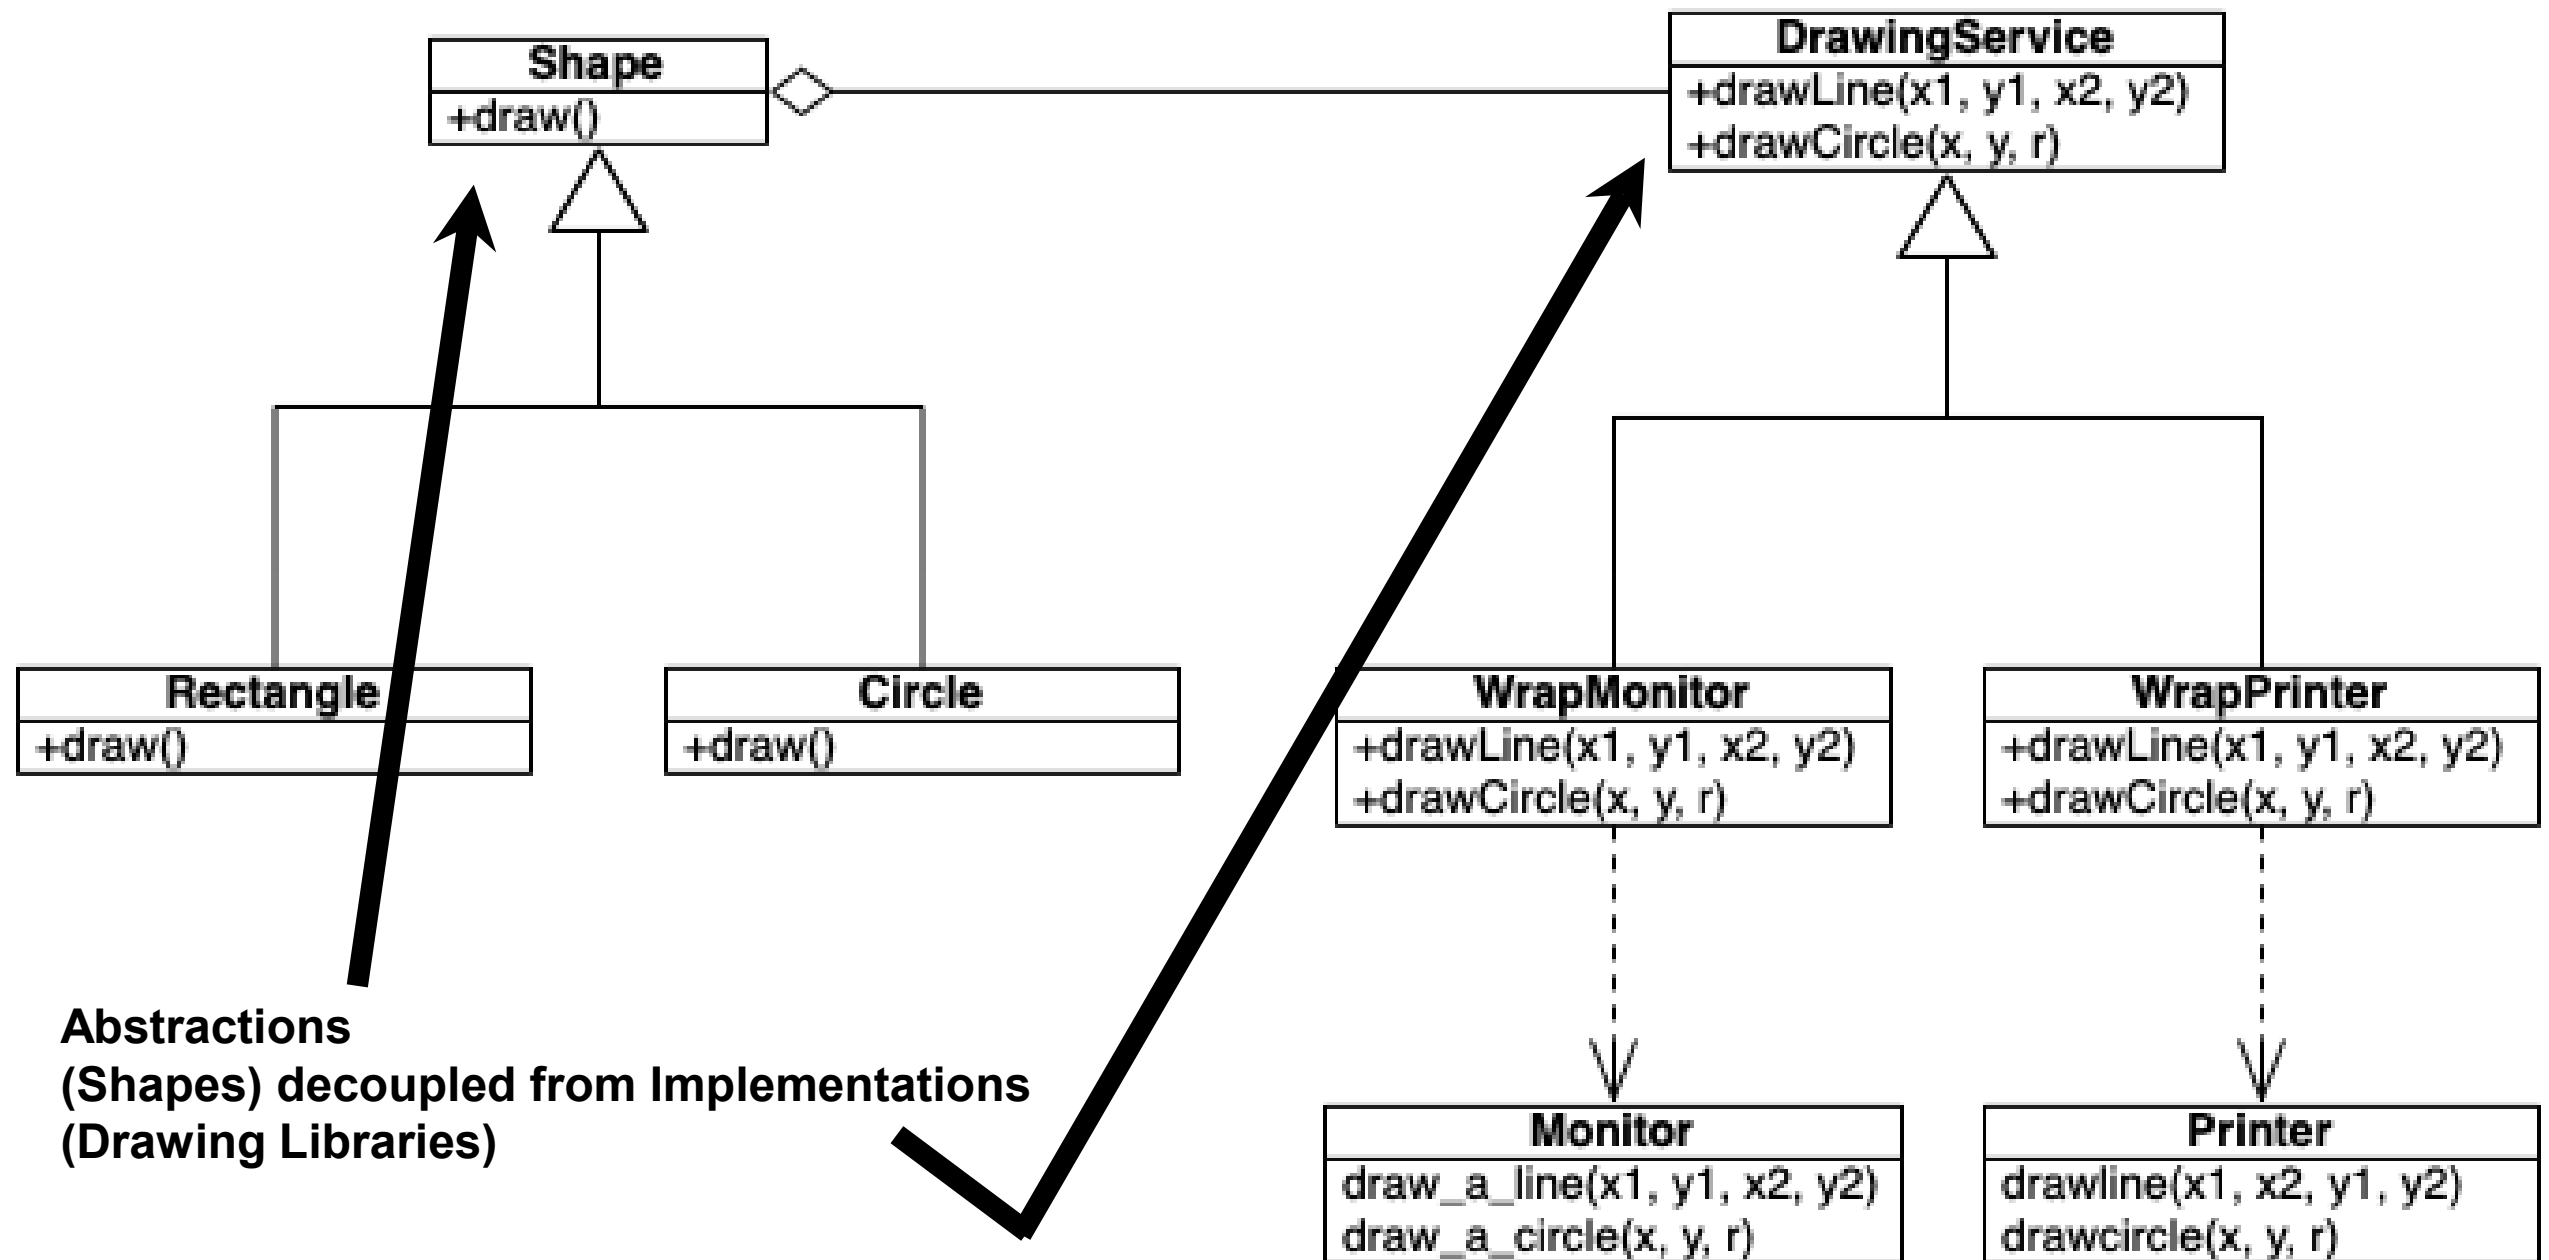 Shape
+draw()
DrawingService
+drawLine(x1, y1, x2, y2)
+drawCircle(x, y, r)
Rectangle
+draw()
Circle
+draw()
WrapMonitor
+drawLine(x1, y1, x2, y2)
+drawCircle(x, y, r)
WrapPrinter
+drawLine(x1, y1, x2, y2)
+drawCircle(x, y, r)
Abstractions
(Shapes) decoupled from Implementations
(Drawing Libraries)
Monitor
draw_a_line(x1, y1, x2, y2)
draw_a_circle(x, y, r)
Printer
drawline(x1, x2, y1, y2)
drawcircle(x, y, r)